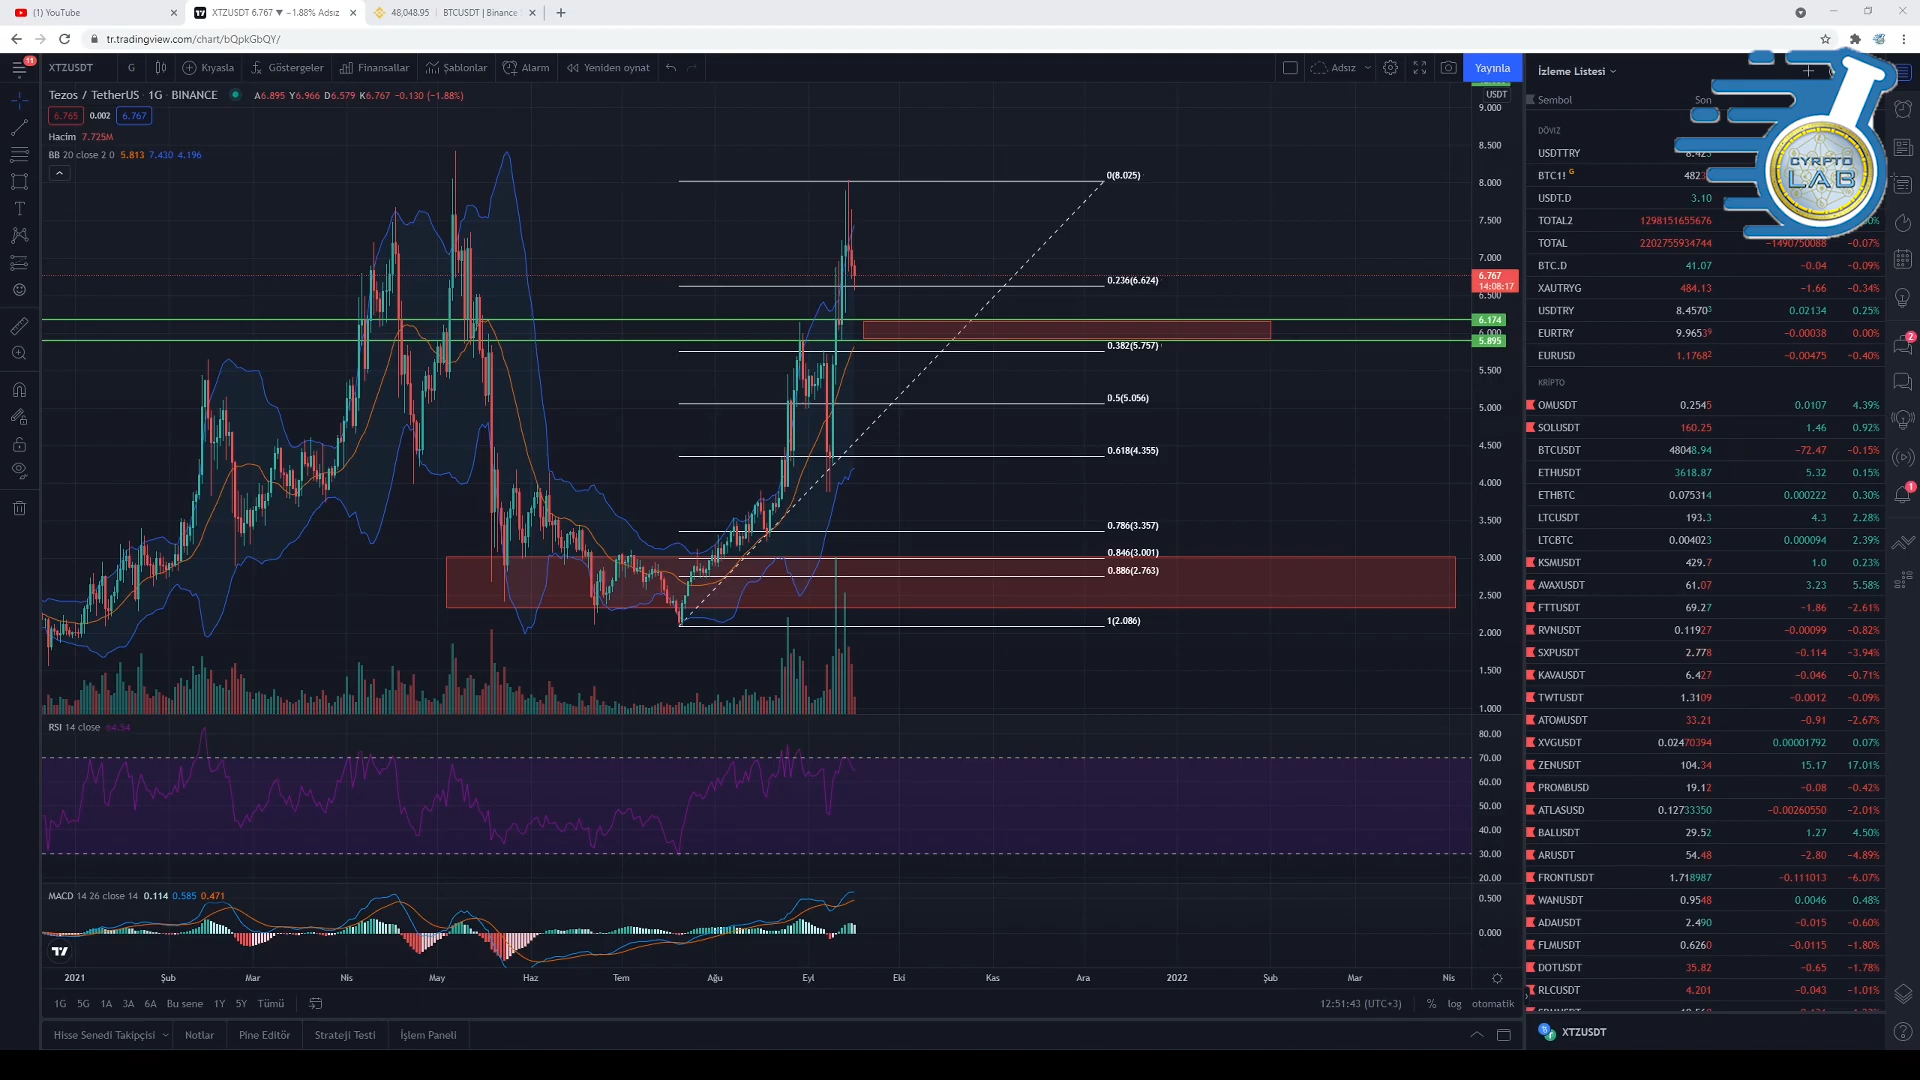 (1) YouTube
XTZUSDT 6.767 ▼ −1.88% Adsız
48,048.95 BTCUSDT | Binance
tr.tradingview.com/chart/bQpkGbQY/
11
XTZUSDT G Kıyasla Göstergeler Finansallar Şablonlar Alarm Yeniden oynat Adsız Yayınla
Tezos / TetherUS · 1G · BINANCE A6.895 Y6.966 D6.579 K6.767 −0.130 (−1.88%)
6.765 0.002 6.767
Hacim 7.725M
BB 20 close 2 0 5.813 7.430 4.196
0(8.025)
0.236(6.624)
0.382(5.757)
0.5(5.056)
0.618(4.355)
0.786(3.357)
0.846(3.001)
0.886(2.763)
1(2.086)
USDT
9.000
8.500
8.000
7.500
7.000
6.767
14:08:17
6.500
6.174
6.000
5.895
5.500
5.000
4.500
4.000
3.500
3.000
2.500
2.000
1.500
1.000
RSI 14 close 64.54
80.00
70.00
60.00
50.00
40.00
30.00
20.00
MACD 14 26 close 14 0.114 0.585 0.471
0.500
0.000
2021 Şub Mar Nis May Haz Tem Ağu Eyl Eki Kas Ara 2022 Şub Mar Nis
1G 5G 1A 3A 6A Bu sene 1Y 5Y Tümü
12:51:43 (UTC+3) % log otomatik
Hisse Senedi Takipçisi Notlar Pine Editör Strateji Testi İşlem Paneli
İzleme Listesi
Sembol Son
DÖVİZ
USDTTRY 8.423
BTC1! G 482
USDT.D 3.10
TOTAL2 1298151655676
TOTAL 2202755934744 −1490750088 −0.07%
BTC.D 41.07 −0.04 −0.09%
XAUTRYG 484.13 −1.66 −0.34%
USDTRY 8.4570³ 0.02134 0.25%
EURTRY 9.9653⁹ −0.00038 0.00%
EURUSD 1.1768² −0.00475 −0.40%
KRİPTO
OMUSDT 0.2545 0.0107 4.39%
SOLUSDT 160.25 1.46 0.92%
BTCUSDT 48048.94 −72.47 −0.15%
ETHUSDT 3618.87 5.32 0.15%
ETHBTC 0.075314 0.000222 0.30%
LTCUSDT 193.3 4.3 2.28%
LTCBTC 0.004023 0.000094 2.39%
KSMUSDT 429.7 1.0 0.23%
AVAXUSDT 61.07 3.23 5.58%
FTTUSDT 69.27 −1.86 −2.61%
RVNUSDT 0.11927 −0.00099 −0.82%
SXPUSDT 2.778 −0.114 −3.94%
KAVAUSDT 6.427 −0.046 −0.71%
TWTUSDT 1.3109 −0.0012 −0.09%
ATOMUSDT 33.21 −0.91 −2.67%
XVGUSDT 0.02470394 0.00001792 0.07%
ZENUSDT 104.34 15.17 17.01%
PROMBUSD 19.12 −0.08 −0.42%
ATLASUSD 0.12733350 −0.00260550 −2.01%
BALUSDT 29.52 1.27 4.50%
ARUSDT 54.48 −2.80 −4.89%
FRONTUSDT 1.718987 −0.111013 −6.07%
WANUSDT 0.9548 0.0046 0.48%
ADAUSDT 2.490 −0.015 −0.60%
FLMUSDT 0.6260 −0.0115 −1.80%
DOTUSDT 35.82 −0.65 −1.78%
RLCUSDT 4.201 −0.043 −1.01%
XTZUSDT
CYRPTO
LAB
2
1